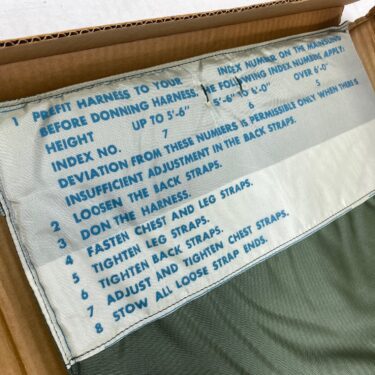 1 PREFIT HARNESS TO YOUR INDEX NUMBER ON THE MAINSLING
BEFORE DONNING HARNESS. THE FOLLOWING INDEX NUMBERS APPLY:
HEIGHT UP TO 5'-6" 5'-6" TO 6'-0" OVER 6'-0"
INDEX NO. 7 6 5
DEVIATION FROM THESE NUMBERS IS PERMISSIBLE ONLY WHEN THERE'S
INSUFFICIENT ADJUSTMENT IN THE BACK STRAPS.
2 LOOSEN THE BACK STRAPS.
3 DON THE HARNESS.
4 FASTEN CHEST AND LEG STRAPS.
5 TIGHTEN LEG STRAPS.
6 TIGHTEN BACK STRAPS.
7 ADJUST AND TIGHTEN CHEST STRAPS.
8 STOW ALL LOOSE STRAP ENDS.